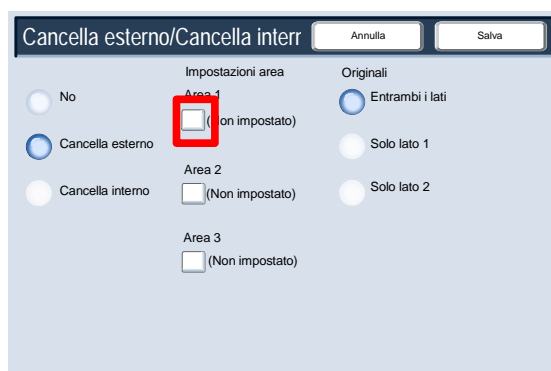 Cancella esterno/Cancella interr
Annulla
Salva
No
Cancella esterno
Cancella interno
Impostazioni area
Area 1
(Non impostato)
Area 2
(Non impostato)
Area 3
(Non impostato)
Originali
Entrambi i lati
Solo lato 1
Solo lato 2